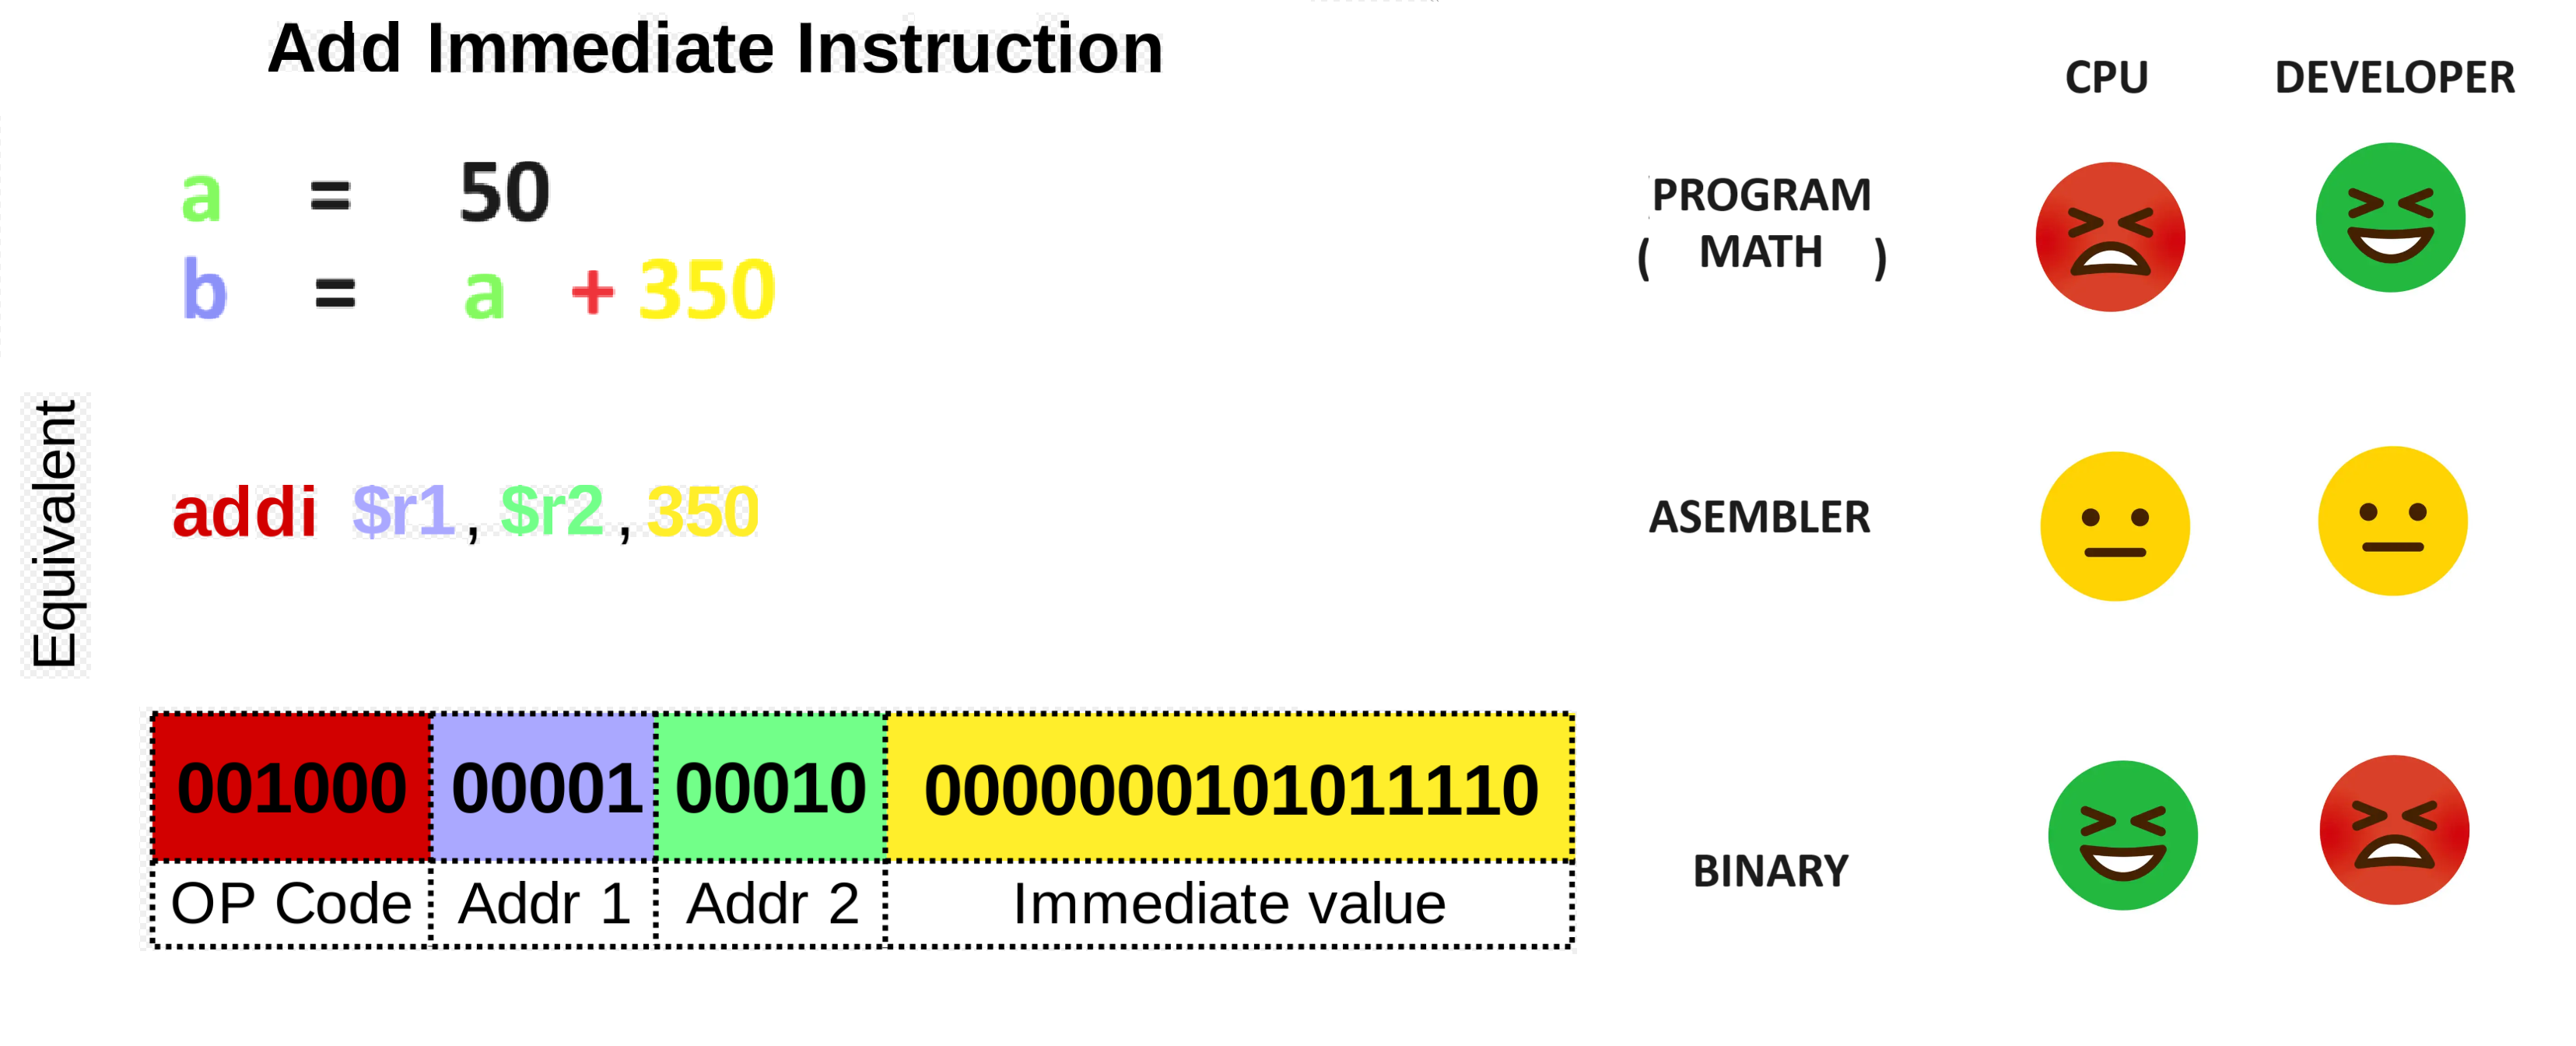 Add Immediate Instruction
CPU DEVELOPER
a = 50
b = a + 350
PROGRAM
( MATH )
Equivalent
addi $r1, $r2, 350
ASEMBLER
001000 00001 00010 0000000101011110
OP Code Addr 1 Addr 2 Immediate value
BINARY